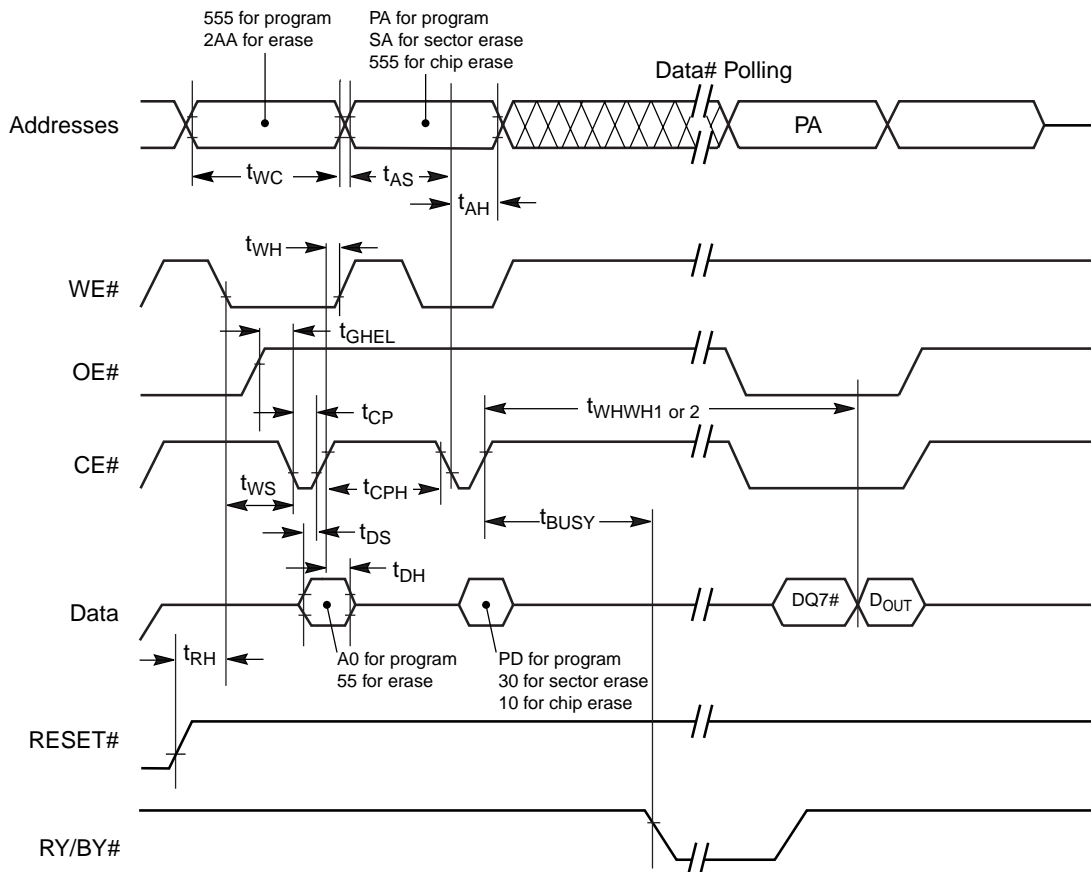 555 for program
2AA for erase
PA for program
SA for sector erase
555 for chip erase
Data# Polling
Addresses
PA
tWC
tAS
tAH
tWH
WE#
tGHEL
OE#
tCP
tWHWH1 or 2
CE#
tWS
tCPH
tBUSY
tDS
tDH
Data
DQ7#
DOUT
tRH
A0 for program
55 for erase
PD for program
30 for sector erase
10 for chip erase
RESET#
RY/BY#